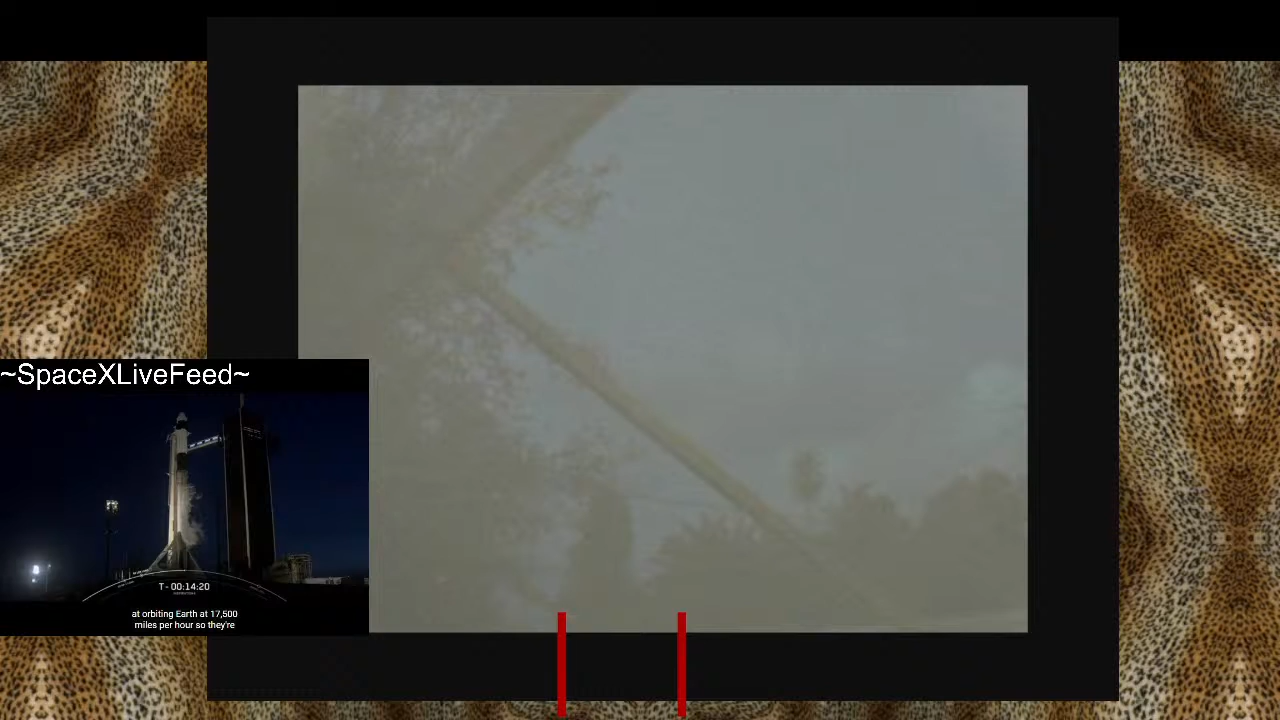 ~SpaceXLiveFeed~
T - 00:14:20
at orbiting Earth at 17,500
miles per hour so they're